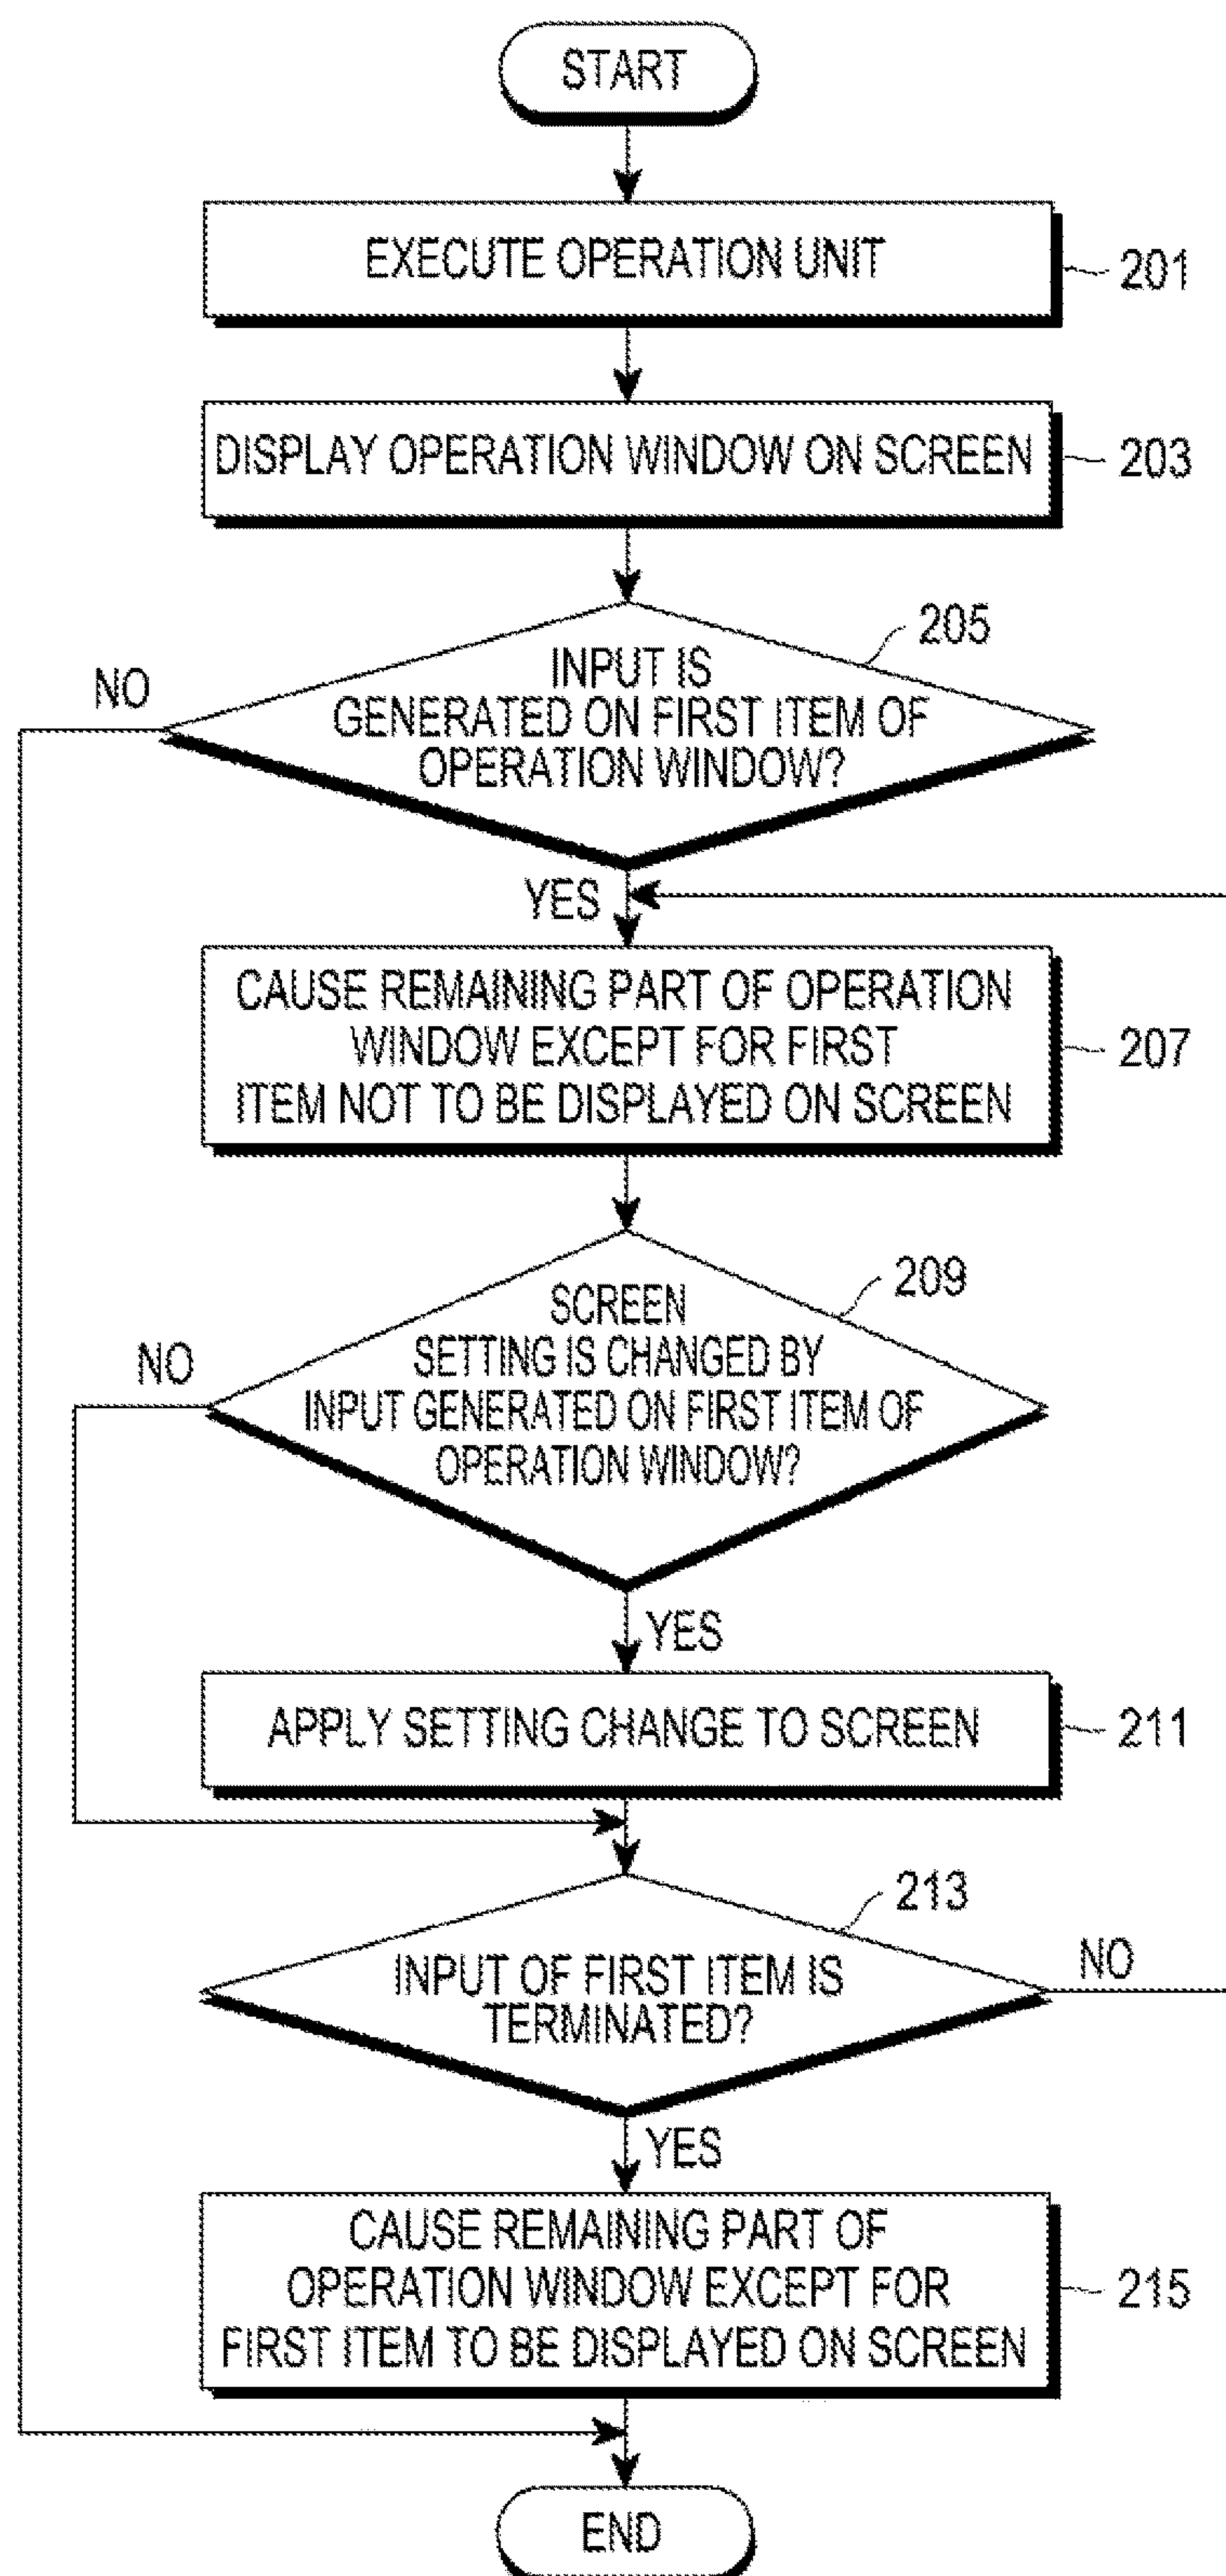 START
EXECUTE OPERATION UNIT
201
DISPLAY OPERATION WINDOW ON SCREEN
203
205
INPUT IS
GENERATED ON FIRST ITEM OF
OPERATION WINDOW?
NO
YES
CAUSE REMAINING PART OF OPERATION
WINDOW EXCEPT FOR FIRST
ITEM NOT TO BE DISPLAYED ON SCREEN
207
209
SCREEN
SETTING IS CHANGED BY
INPUT GENERATED ON FIRST ITEM OF
OPERATION WINDOW?
NO
YES
APPLY SETTING CHANGE TO SCREEN
211
213
INPUT OF FIRST ITEM IS
TERMINATED?
NO
YES
CAUSE REMAINING PART OF
OPERATION WINDOW EXCEPT FOR
FIRST ITEM TO BE DISPLAYED ON SCREEN
215
END